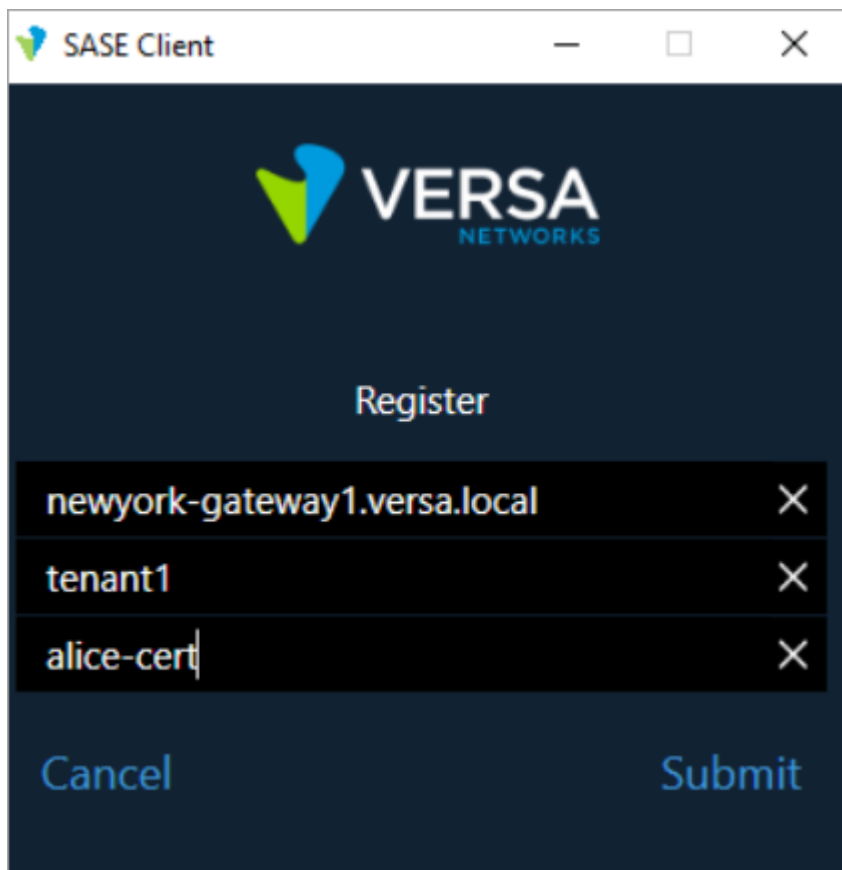 SASE Client
VERSA
NETWORKS
Register
newyork-gateway1.versa.local
tenant1
alice-cert
Cancel Submit